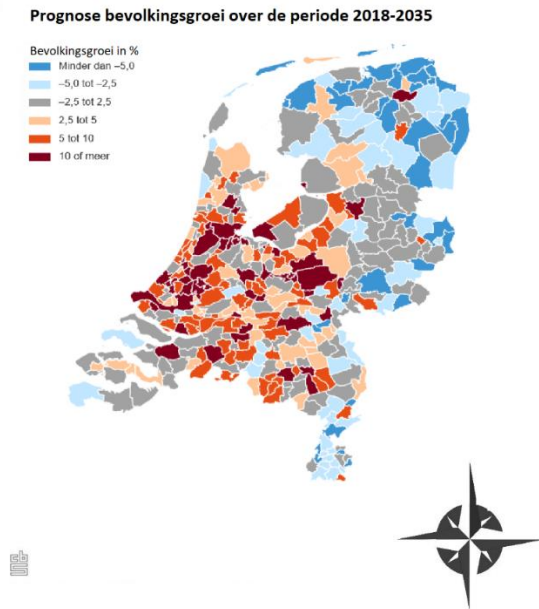 Prognose bevolkingsgroei over de periode 2018-2035
Bevolkingsgroei in %
Minder dan –5,0
–5,0 tot –2,5
–2,5 tot 2,5
2,5 tot 5
5 tot 10
10 of meer